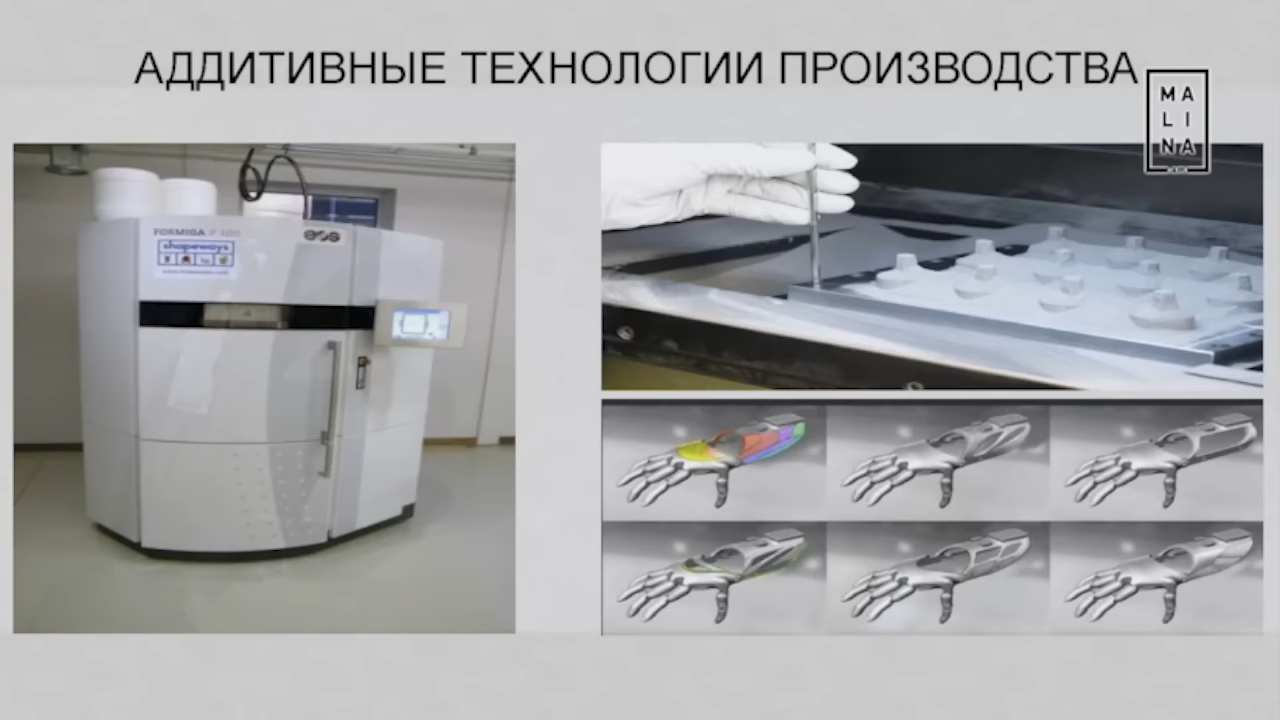 АДДИТИВНЫЕ ТЕХНОЛОГИИ ПРОИЗВОДСТВА
MA
LI
NA
FORMIGA P 100
eos
shapeways